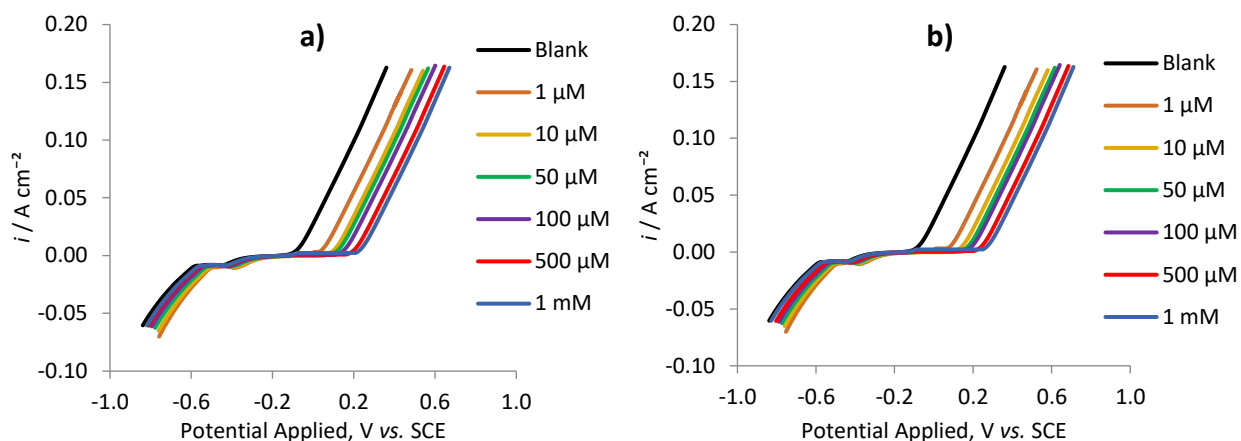 a)
0.20
0.15
0.10
0.05
0.00
-0.05
-0.10
i / A cm⁻²
-1.0 -0.6 -0.2 0.2 0.6 1.0
Potential Applied, V vs. SCE
Blank
1 µM
10 µM
50 µM
100 µM
500 µM
1 mM
b)
0.20
0.15
0.10
0.05
0.00
-0.05
-0.10
i / A cm⁻²
-1.0 -0.6 -0.2 0.2 0.6 1.0
Potential Applied, V vs. SCE
Blank
1 µM
10 µM
50 µM
100 µM
500 µM
1 mM